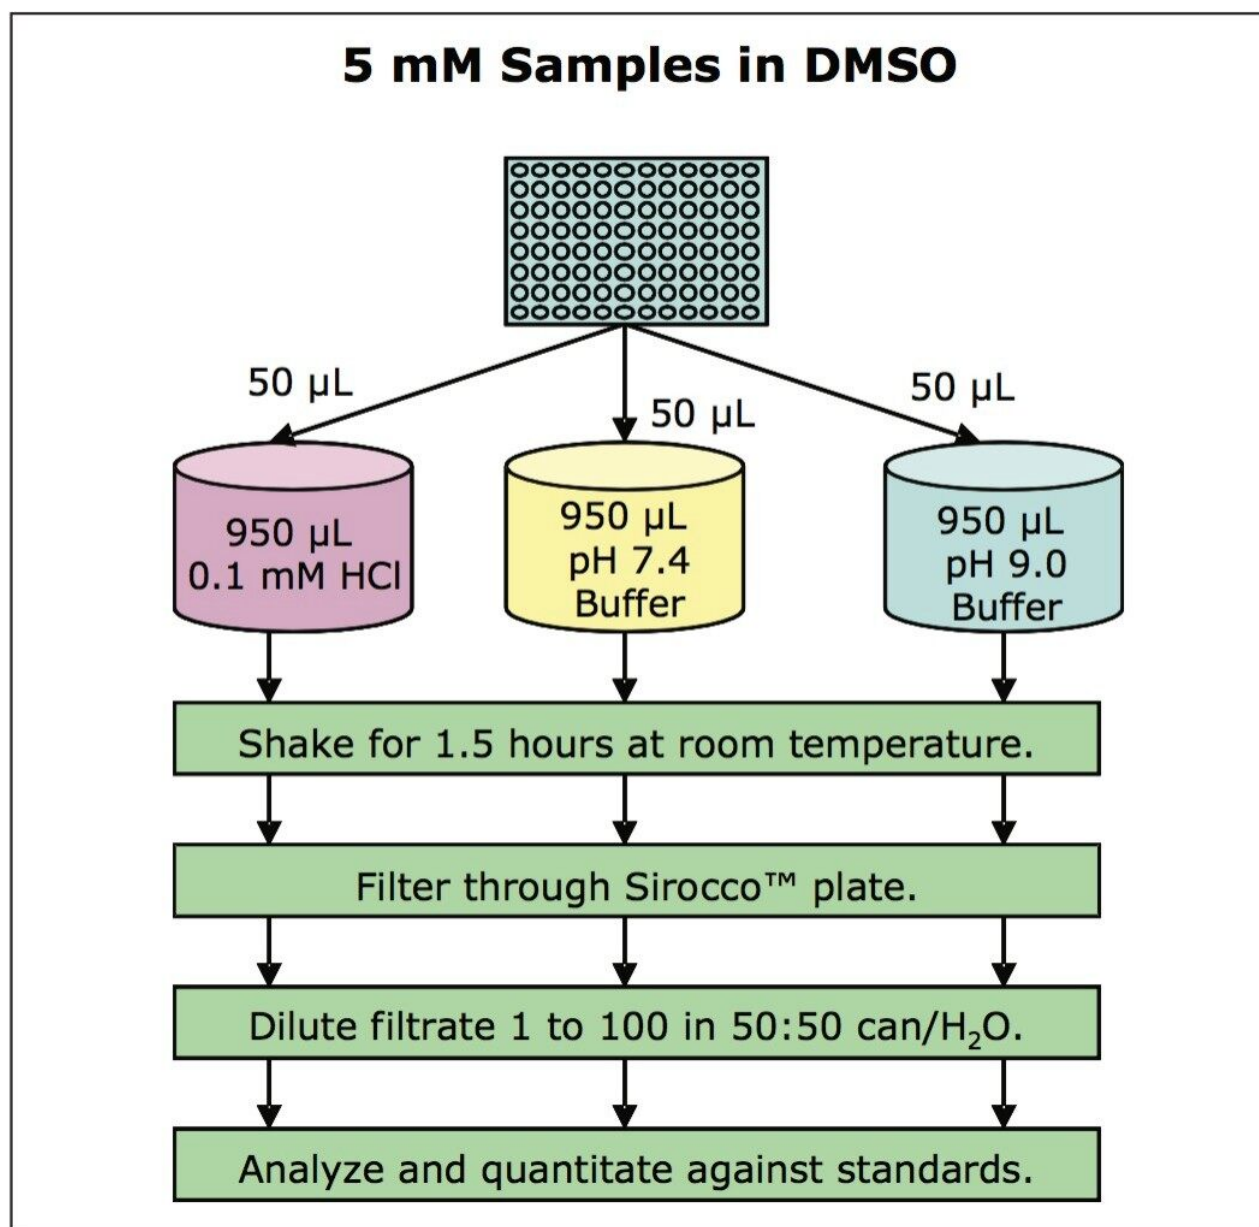 5 mM Samples in DMSO
50 µL
50 µL
50 µL
950 µL
0.1 mM HCl
950 µL
pH 7.4
Buffer
950 µL
pH 9.0
Buffer
Shake for 1.5 hours at room temperature.
Filter through Sirocco™ plate.
Dilute filtrate 1 to 100 in 50:50 can/H₂O.
Analyze and quantitate against standards.